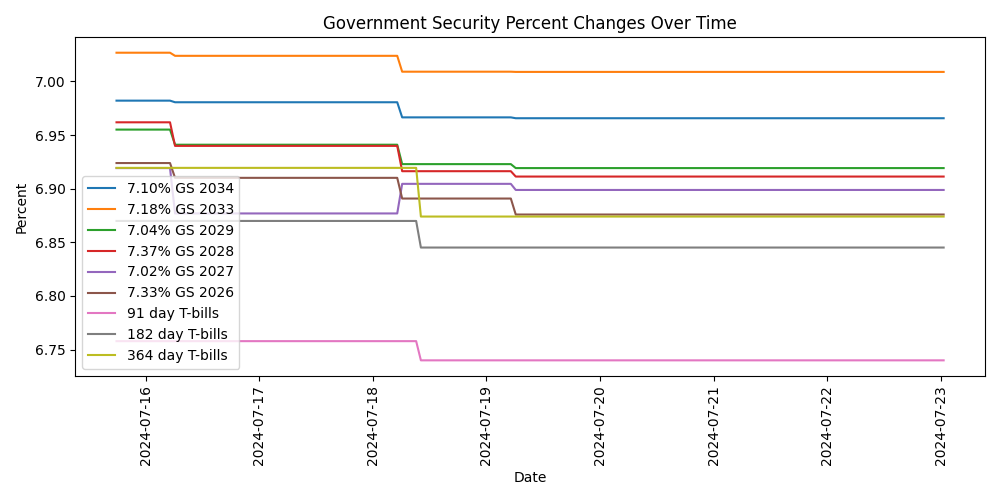 Government Security Percent Changes Over Time
Percent
7.00
6.95
6.90
6.85
6.80
6.75
7.10% GS 2034
7.18% GS 2033
7.04% GS 2029
7.37% GS 2028
7.02% GS 2027
7.33% GS 2026
91 day T-bills
182 day T-bills
364 day T-bills
2024-07-16
2024-07-17
2024-07-18
2024-07-19
2024-07-20
2024-07-21
2024-07-22
2024-07-23
Date